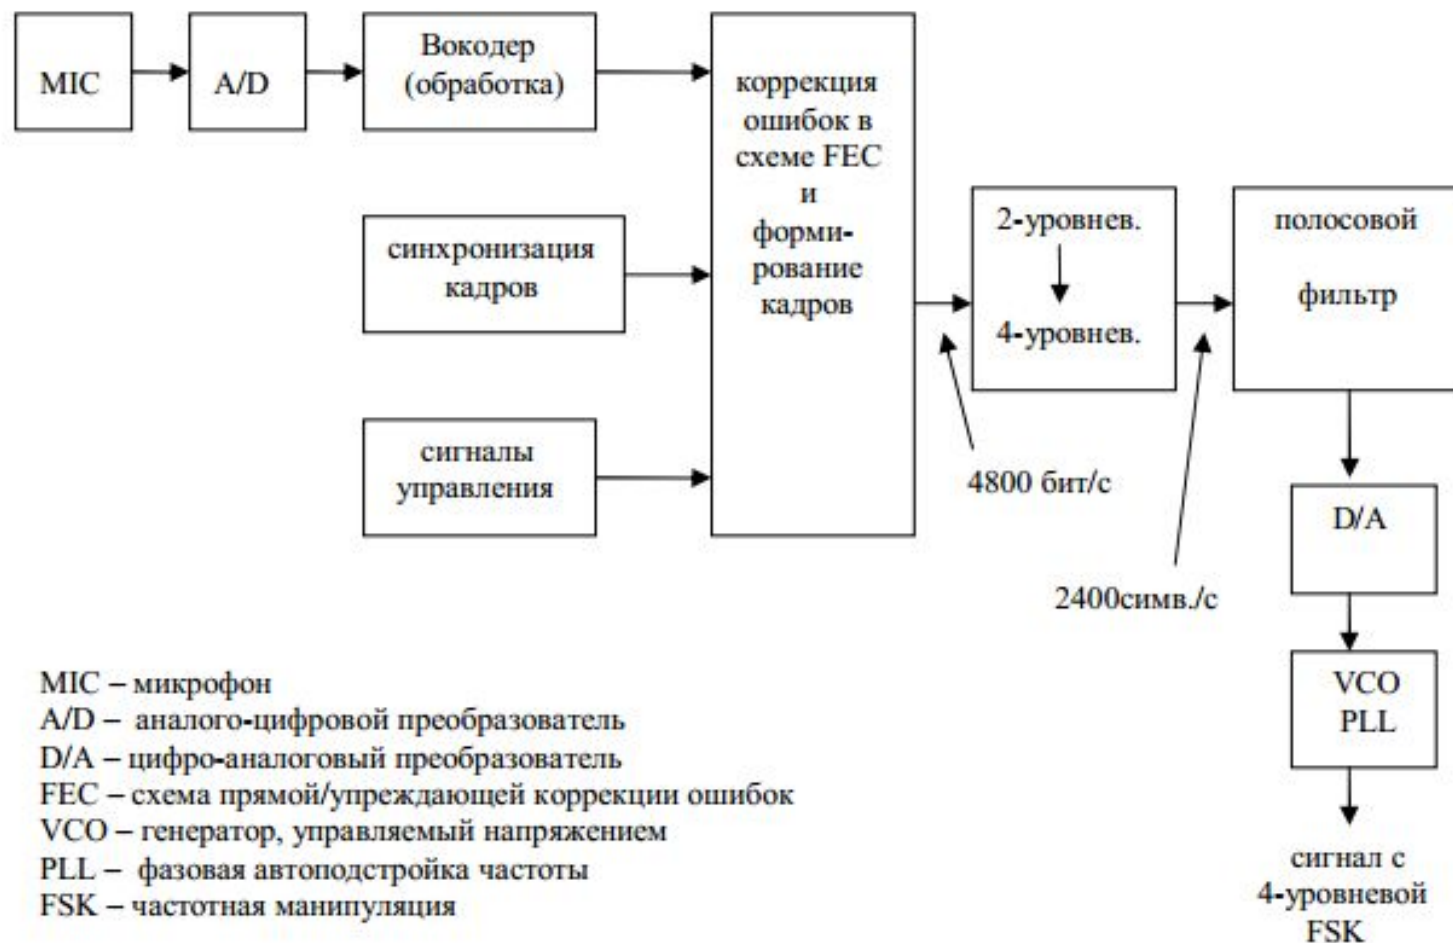 MIC
A/D
Вокодер
(обработка)
коррекция
ошибок в
схеме FEC
и
форми-
рование
кадров
синхронизация
кадров
сигналы
управления
2-уровнев.
4-уровнев.
полосовой
фильтр
4800 бит/с
2400симв./с
D/A
VCO
PLL
сигнал с
4-уровневой
FSK
MIC – микрофон
A/D – аналого-цифровой преобразователь
D/A – цифро-аналоговый преобразователь
FEC – схема прямой/упреждающей коррекции ошибок
VCO – генератор, управляемый напряжением
PLL – фазовая автоподстройка частоты
FSK – частотная манипуляция